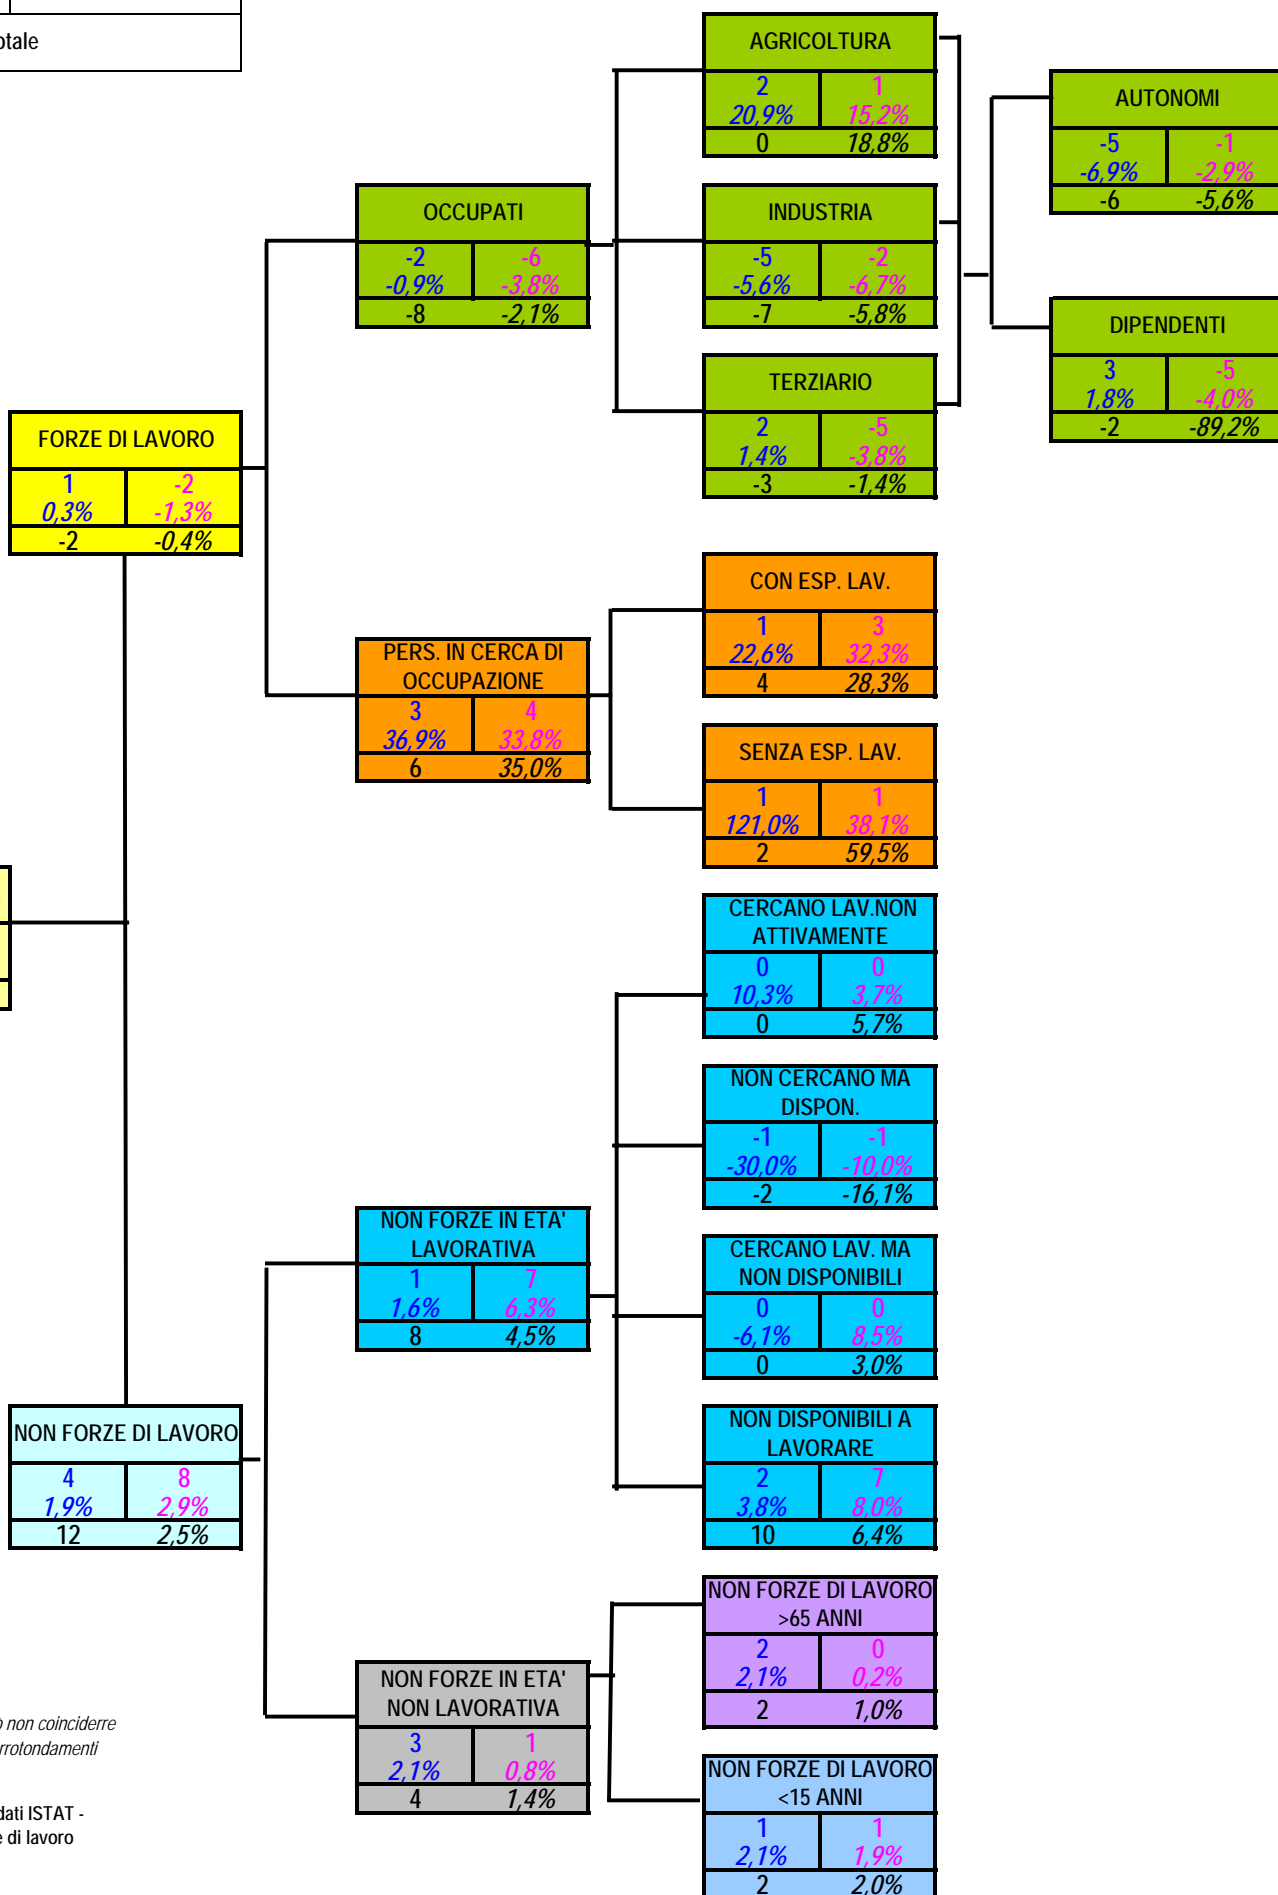 otale
AGRICOLTURA
2 1
20,9% 15,2%
0 18,8%
AUTONOMI
-5 -1
-6,9% -2,9%
-6 -5,6%
OCCUPATI
-2 -6
-0,9% -3,8%
-8 -2,1%
INDUSTRIA
-5 -2
-5,6% -6,7%
-7 -5,8%
DIPENDENTI
3 -5
1,8% -4,0%
-2 -89,2%
TERZIARIO
2 -5
1,4% -3,8%
-3 -1,4%
FORZE DI LAVORO
1 -2
0,3% -1,3%
-2 -0,4%
CON ESP. LAV.
1 3
22,6% 32,3%
4 28,3%
PERS. IN CERCA DI
OCCUPAZIONE
3 4
36,9% 33,8%
6 35,0%
SENZA ESP. LAV.
1 1
121,0% 38,1%
2 59,5%
CERCANO LAV.NON
ATTIVAMENTE
0 0
10,3% 3,7%
0 5,7%
NON CERCANO MA
DISPON.
-1 -1
-30,0% -10,0%
-2 -16,1%
NON FORZE IN ETA'
LAVORATIVA
1 7
1,6% 6,3%
8 4,5%
CERCANO LAV. MA
NON DISPONIBILI
0 0
-6,1% 8,5%
0 3,0%
NON FORZE DI LAVORO
4 8
1,9% 2,9%
12 2,5%
NON DISPONIBILI A
LAVORARE
2 7
3,8% 8,0%
10 6,4%
NON FORZE DI LAVORO
>65 ANNI
2 0
2,1% 0,2%
2 1,0%
NON FORZE IN ETA'
NON LAVORATIVA
3 1
2,1% 0,8%
4 1,4%
non coinciderre
rrotondamenti
NON FORZE DI LAVORO
<15 ANNI
1 1
2,1% 1,9%
2 2,0%
dati ISTAT -
e di lavoro